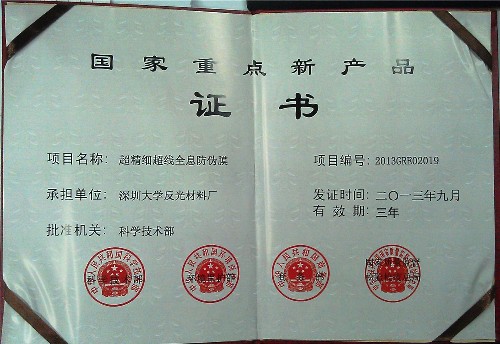 国家重点新产品
证书
项目名称： 超精细超线全息防伪膜
承担单位： 深圳大学反光材料厂
批准机关： 科学技术部
项目编号： 2013GRE02019
发证时间： 二〇一三年九月
有效期： 三年